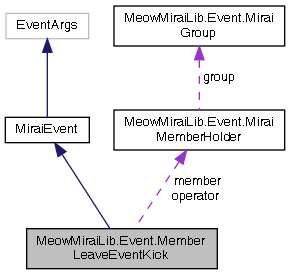 EventArgs
MeowMiraiLib.Event.Mirai
Group
group
MiraiEvent
MeowMiraiLib.Event.Mirai
MemberHolder
member
operator
MeowMiraiLib.Event.Member
LeaveEventKick